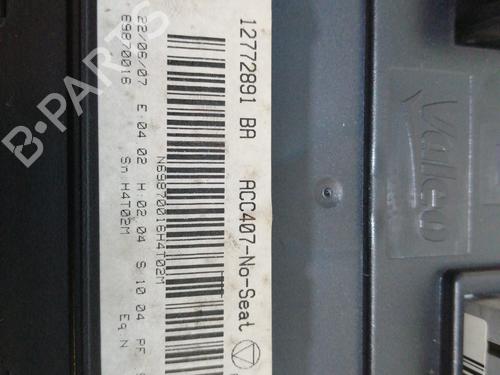 12772891 BA ACC407-No-Seat
N69870016H4T02M
22/06/07 E:04 02 H:02,04 S 10 04 PF
69870016 Sn H4T02M Eq N
Valeo
B-PARTS